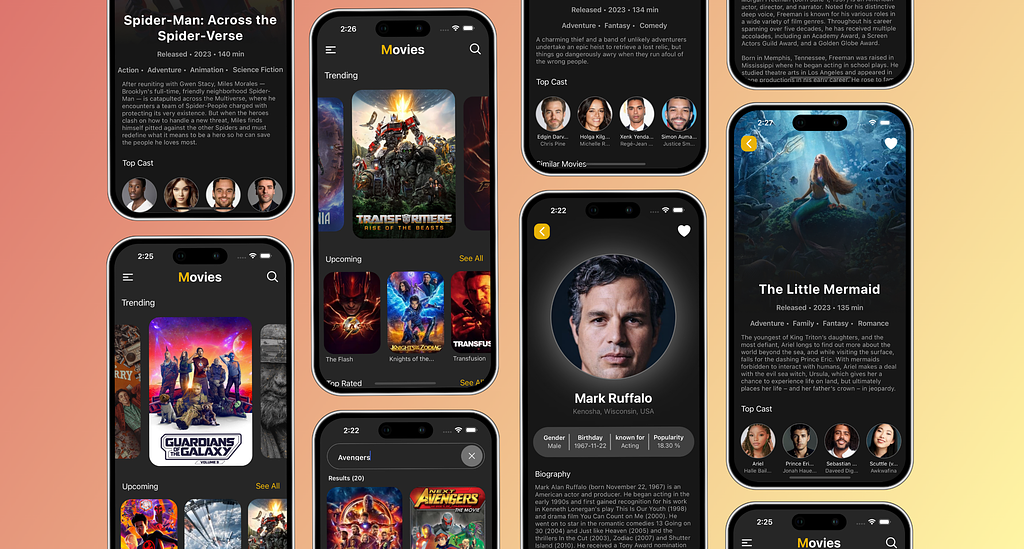 Spider-Man: Across the
Spider-Verse
Released • 2023 • 140 min
Action • Adventure • Animation • Science Fiction
After reuniting with Gwen Stacy, Miles Morales —
Brooklyn's full-time, friendly neighborhood Spider-
Man — is catapulted across the Multiverse, where he
encounters a team of Spider-People charged with
protecting its very existence. But when the heroes
clash on how to handle a new threat, Miles finds
himself pitted against the other Spiders and must
redefine what it means to be a hero so he can save
the people he loves most.
Top Cast
2:25
Movies
Trending
GUARDIANS
OF THE
GALAXY
VOLUME 3
Upcoming
See All
2:26
Movies
Trending
TRANSFORMERS
RISE OF THE BEASTS
Upcoming
See All
The Flash
Knights of the...
Transfusion
KNIGHTS OF THE ZODIAC
Top Rated
See All
2:22
Avengers
Results (20)
NEXT
AVENGERS
THE MOVIE
Released • 2023 • 134 min
Adventure • Fantasy • Comedy
A charming thief and a band of unlikely adventurers
undertake an epic heist to retrieve a lost relic, but
things go dangerously awry when they run afoul of
the wrong people.
Top Cast
Edgin Darv...
Chris Pine
Holga Kilg...
Michelle R...
Xenk Yenda...
Regé-Jean ...
Simon Auma...
Justice Sm...
Similar Movies
2:22
Mark Ruffalo
Kenosha, Wisconsin, USA
Gender
Male
Birthday
1967-11-22
known for
Acting
Popularity
18.30 %
Biography
Mark Alan Ruffalo (born November 22, 1967) is an
American actor and producer. He began acting in the
early 1990s and first gained recognition for his work
in Kenneth Lonergan's play This Is Our Youth (1998)
and drama film You Can Count on Me (2000). He
went on to star in the romantic comedies 13 Going on
30 (2004) and Just like Heaven (2005) and the
thrillers In the Cut (2003), Zodiac (2007) and Shutter
Island (2010). He received a Tony Award nomination
actor, director, and narrator. Noted for his distinctive
deep voice, Freeman is known for his various roles in
a wide variety of film genres. Throughout his career
spanning over five decades, he has received multiple
accolades, including an Academy Award, a Screen
Actors Guild Award, and a Golden Globe Award.
Born in Memphis, Tennessee, Freeman was raised in
Mississippi where he began acting in school plays. He
studied theatre arts in Los Angeles and appeared in
stage productions in his early career. He rose to fame
2:27
The Little Mermaid
Released • 2023 • 135 min
Adventure • Family • Fantasy • Romance
The youngest of King Triton's daughters, and the
most defiant, Ariel longs to find out more about the
world beyond the sea, and while visiting the surface,
falls for the dashing Prince Eric. With mermaids
forbidden to interact with humans, Ariel makes a deal
with the evil sea witch, Ursula, which gives her a
chance to experience life on land, but ultimately
places her life – and her father's crown – in jeopardy.
Top Cast
Ariel
Halle Bail...
Prince Eri...
Jonah Haue...
Sebastian ...
Daveed Dig...
Scuttle (v...
Awkwafina
2:25
Movies